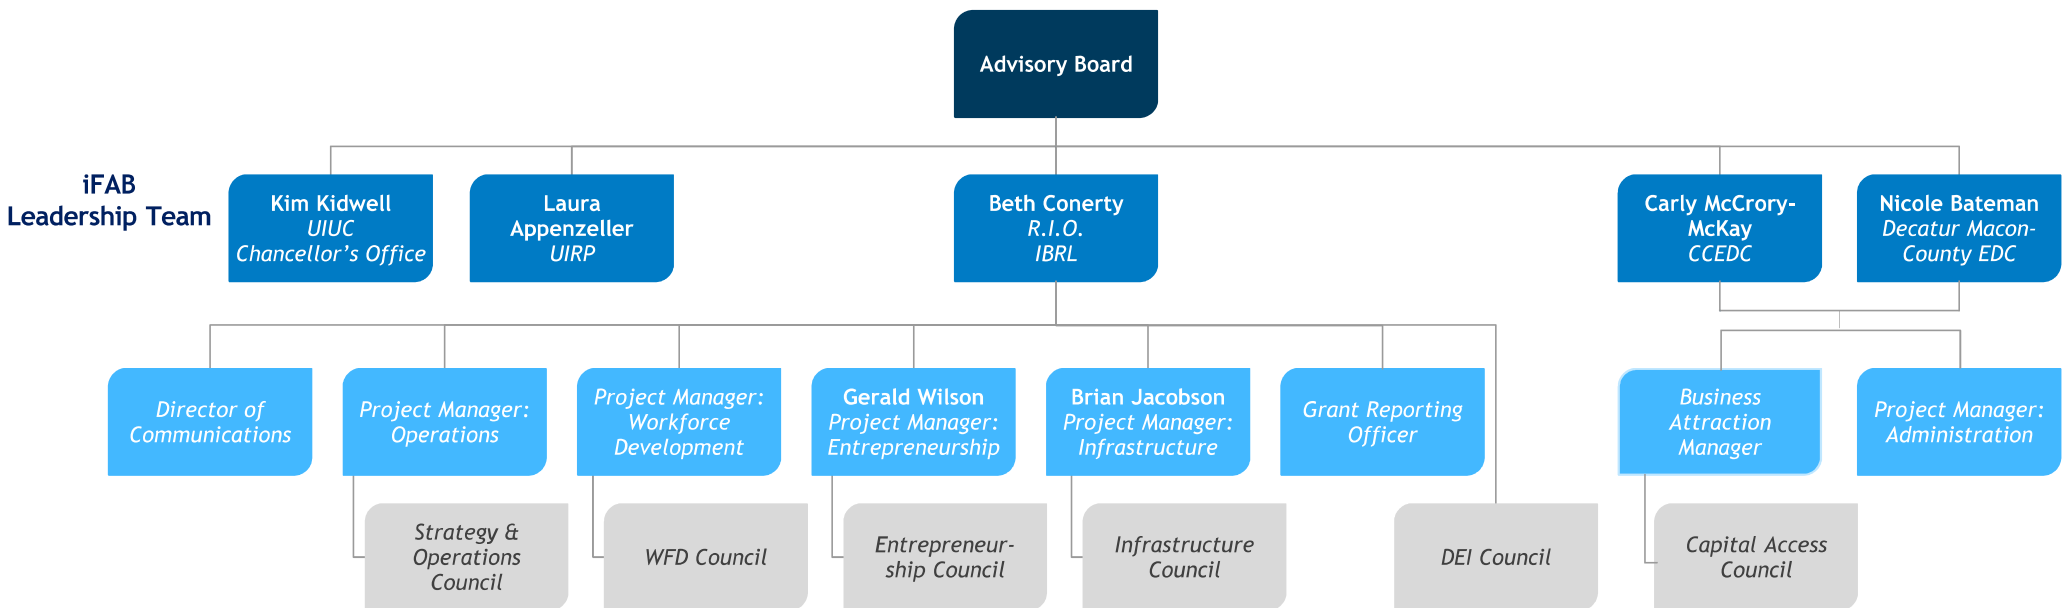 Advisory Board
iFAB
Leadership Team
Kim Kidwell
UIUC
Chancellor’s Office
Laura
Appenzeller
UIRP
Beth Conerty
R.I.O.
IBRL
Carly McCrory-
McKay
CCEDC
Nicole Bateman
Decatur Macon-
County EDC
Director of
Communications
Project Manager:
Operations
Project Manager:
Workforce
Development
Gerald Wilson
Project Manager:
Entrepreneurship
Brian Jacobson
Project Manager:
Infrastructure
Grant Reporting
Officer
Business
Attraction
Manager
Project Manager:
Administration
Strategy &
Operations
Council
WFD Council
Entrepreneur-
ship Council
Infrastructure
Council
DEI Council
Capital Access
Council